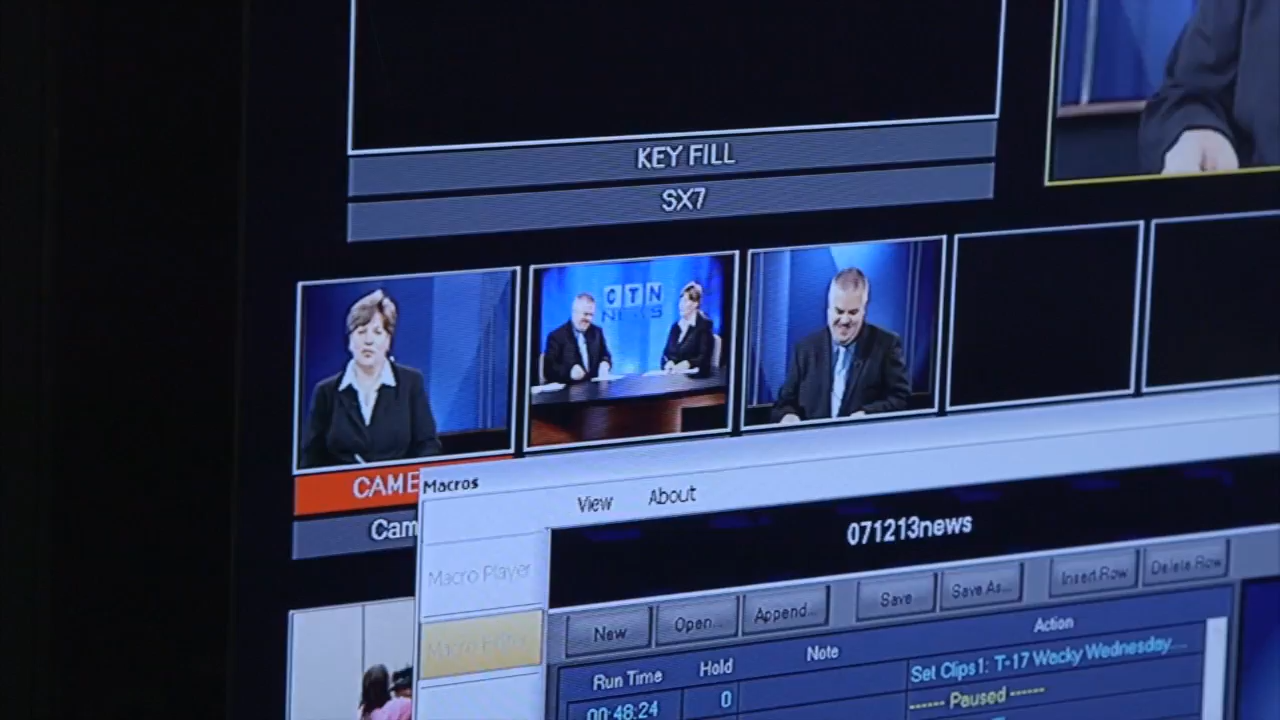 KEY FILL
SX7
CTN
NEWS
CAME
Cam
Macros
View
About
071213news
Macro Player
Macro Editor
New
Open...
Append...
Save
Save As...
Insert Row
Delete Row
Run Time
Hold
Note
Action
00:48:24
0
Set Clips1: T-17 Wacky Wednesday...
------ Paused ------